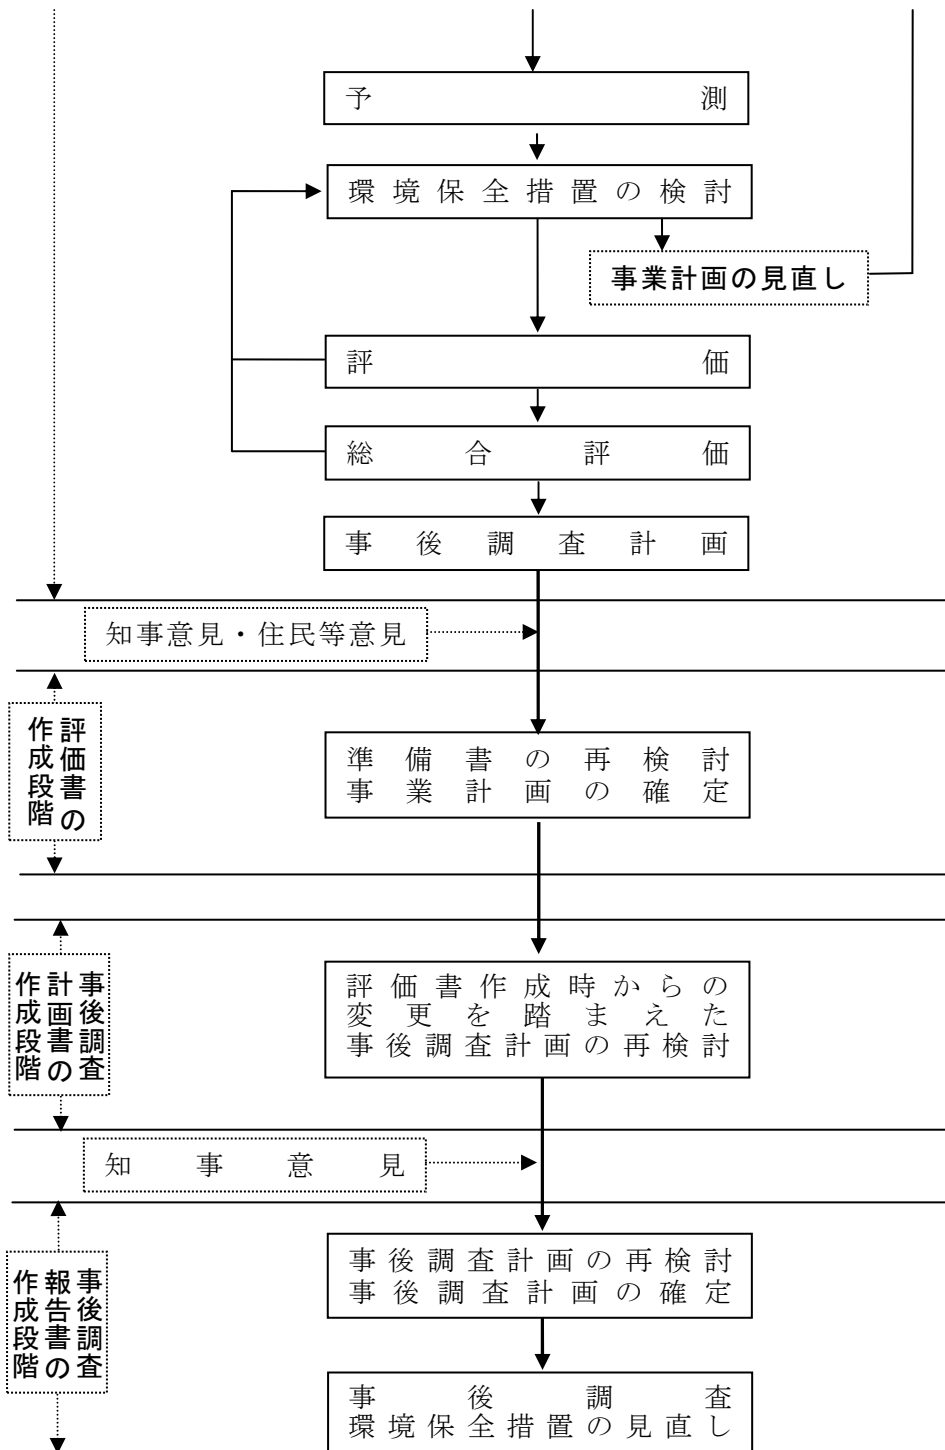 予測
環境保全措置の検討
事業計画の見直し
評価
総合評価
事後調査計画
知事意見・住民等意見
評価書の
作成段階
準備書の再検討
事業計画の確定
事後調査
計画書の
作成段階
評価書作成時からの
変更を踏まえた
事後調査計画の再検討
知事意見
事後調査
報告書の
作成段階
事後調査計画の再検討
事後調査計画の確定
事後調査
環境保全措置の見直し